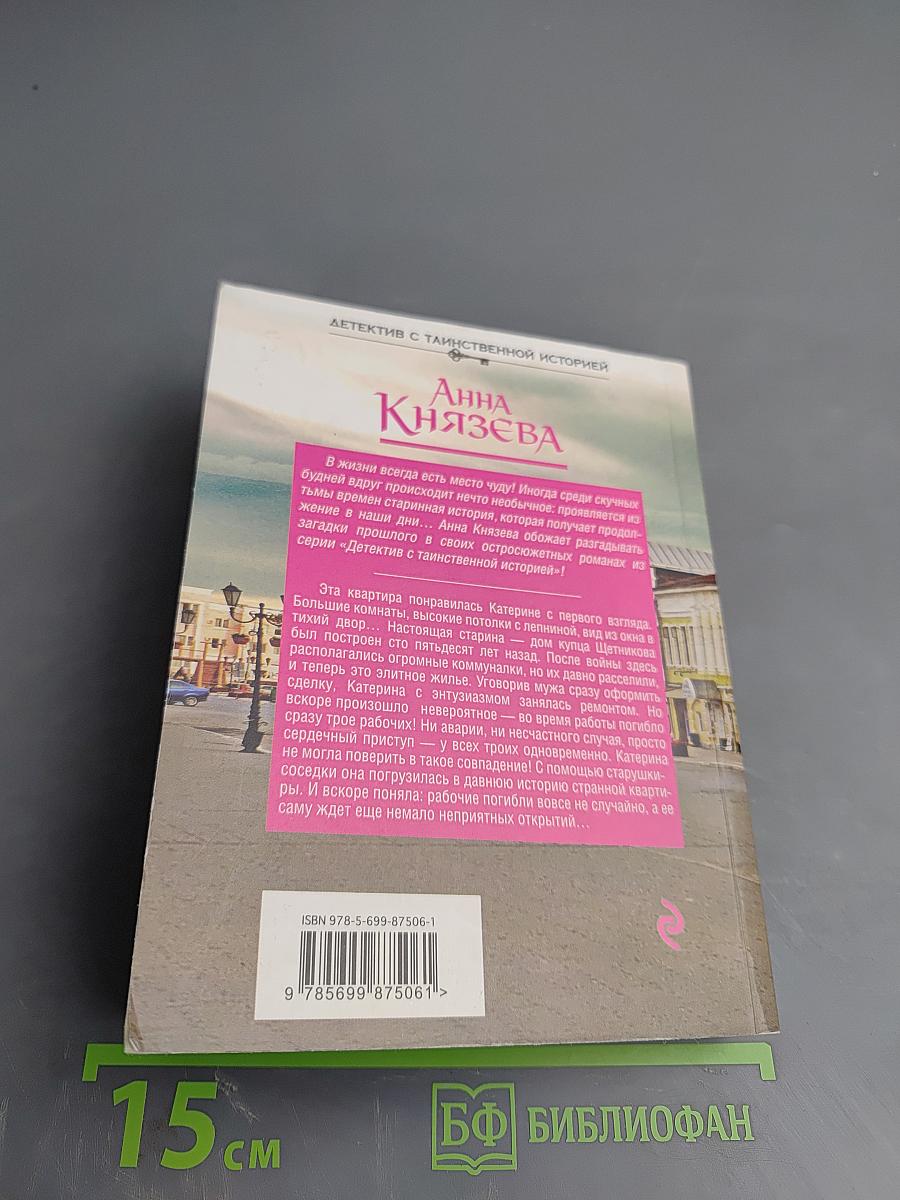 ДЕТЕКТИВ С ТАИНСТВЕННОЙ ИСТОРИЕЙ
АННА
КНЯЗЕВА
В жизни всегда есть место чуду! Иногда среди скучных
будней вдруг происходит нечто необычное: проявляется из
тьмы времен старинная история, которая получает продол-
жение в наши дни... Анна Князева обожает разгадывать
загадки прошлого в своих остросюжетных романах из
серии «Детектив с таинственной историей»!
Эта квартира понравилась Катерине с первого взгляда.
Большие комнаты, высокие потолки с лепниной, вид из окна в
тихий двор... Настоящая старина — дом купца Щетникова
был построен сто пятьдесят лет назад. После войны здесь
располагались огромные коммуналки, но их давно расселили,
и теперь это элитное жилье. Уговорив мужа сразу оформить
сделку, Катерина с энтузиазмом занялась ремонтом. Но
вскоре произошло невероятное — во время работы погибло
сразу трое рабочих! Ни аварии, ни несчастного случая, просто
сердечный приступ — у всех троих одновременно. Катерина
не могла поверить в такое совпадение! С помощью старушки-
соседки она погрузилась в давнюю историю странной кварти-
ры. И вскоре поняла: рабочие погибли вовсе не случайно, а ее
саму ждет еще немало неприятных открытий...
ISBN 978-5-699-87506-1
9 785699 875061 >
15 см
БФ БИБЛИОФАН